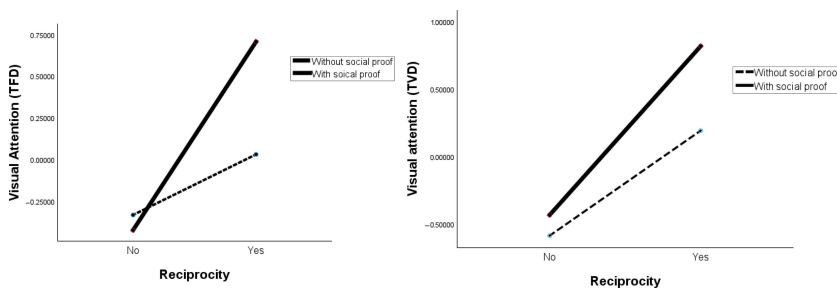 0.75000
0.50000
0.25000
0.00000
−0.25000
Visual Attention (TFD)
No
Yes
Reciprocity
Without social proof
With soical proof
1.00000
0.50000
0.00000
−0.50000
Visual attention (TVD)
No
Yes
Reciprocity
Without social proo
With social proof